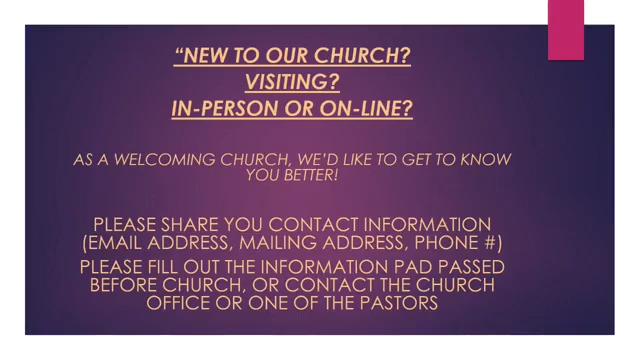 “NEW TO OUR CHURCH?
VISITING?
IN-PERSON OR ON-LINE?
AS A WELCOMING CHURCH, WE’D LIKE TO GET TO KNOW
YOU BETTER!
PLEASE SHARE YOU CONTACT INFORMATION
(EMAIL ADDRESS, MAILING ADDRESS, PHONE #)
PLEASE FILL OUT THE INFORMATION PAD PASSED
BEFORE CHURCH, OR CONTACT THE CHURCH
OFFICE OR ONE OF THE PASTORS